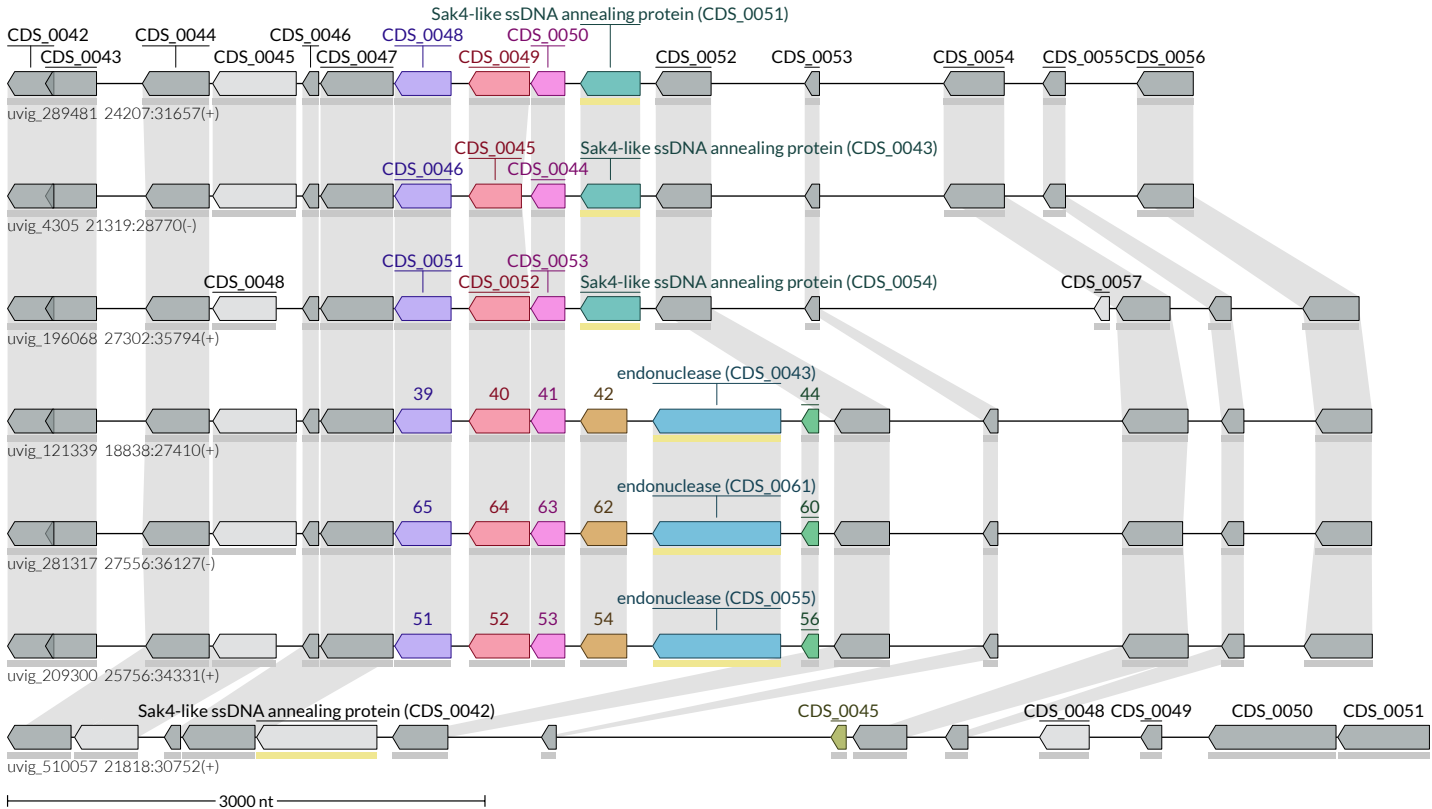 Sak4-like ssDNA annealing protein (CDS_0051)
CDS_0042 CDS_0044 CDS_0046 CDS_0048 CDS_0050
CDS_0043 CDS_0045 CDS_0047 CDS_0049 CDS_0052 CDS_0053 CDS_0054 CDS_0055 CDS_0056
uvig_289481 24207:31657(+)
CDS_0045 Sak4-like ssDNA annealing protein (CDS_0043)
CDS_0046 CDS_0044
uvig_4305 21319:28770(-)
CDS_0051 CDS_0053
CDS_0048 CDS_0052 Sak4-like ssDNA annealing protein (CDS_0054) CDS_0057
uvig_196068 27302:35794(+)
endonuclease (CDS_0043)
39 40 41 42 44
uvig_121339 18838:27410(+)
endonuclease (CDS_0061)
65 64 63 62 60
uvig_281317 27556:36127(-)
endonuclease (CDS_0055)
51 52 53 54 56
uvig_209300 25756:34331(+)
Sak4-like ssDNA annealing protein (CDS_0042) CDS_0045 CDS_0048 CDS_0049 CDS_0050 CDS_0051
uvig_510057 21818:30752(+)
3000 nt